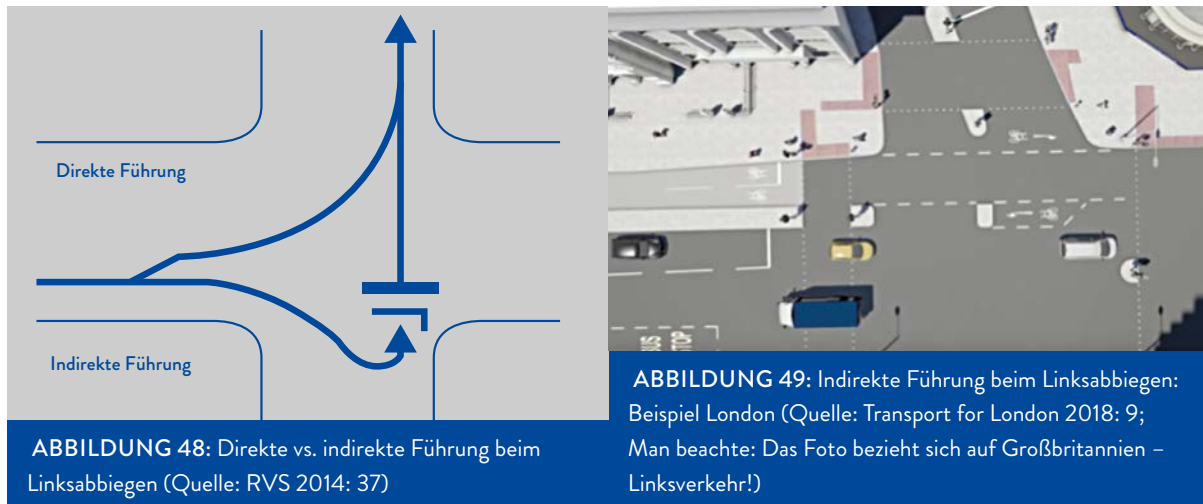 Direkte Führung
Indirekte Führung
ABBILDUNG 48: Direkte vs. indirekte Führung beim
Linksabbiegen (Quelle: RVS 2014: 37)
BUS
STOP
ABBILDUNG 49: Indirekte Führung beim Linksabbiegen:
Beispiel London (Quelle: Transport for London 2018: 9;
Man beachte: Das Foto bezieht sich auf Großbritannien –
Linksverkehr!)